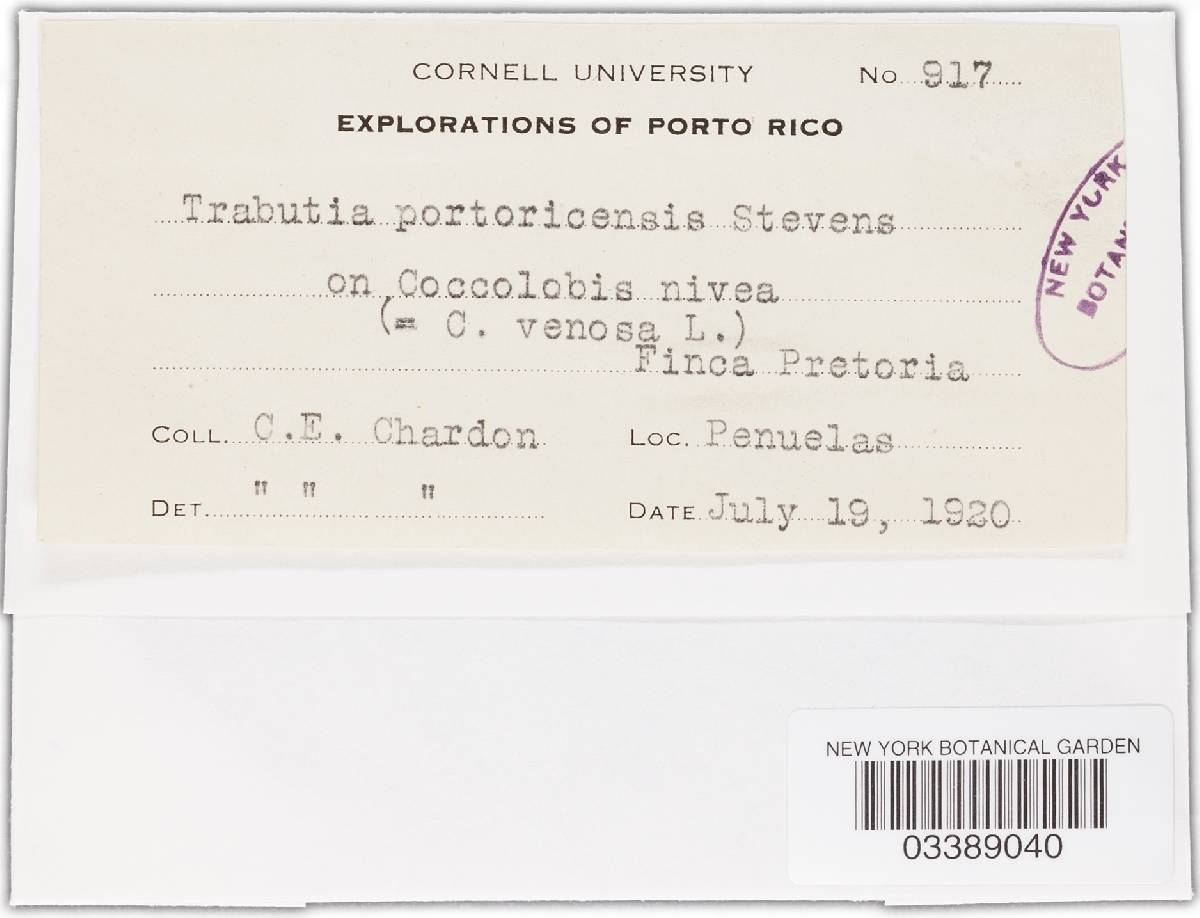 CORNELL UNIVERSITY No 917
EXPLORATIONS OF PORTO RICO
Trabutia portoricensis Stevens
on Coccolobis nivea
(= C. venosa L.)
Finca Pretoria
COLL. C.E. Chardon LOC. Penuelas
DET. " " " DATE July 19, 1920
NEW YORK
BOTAN
NEW YORK BOTANICAL GARDEN
03389040